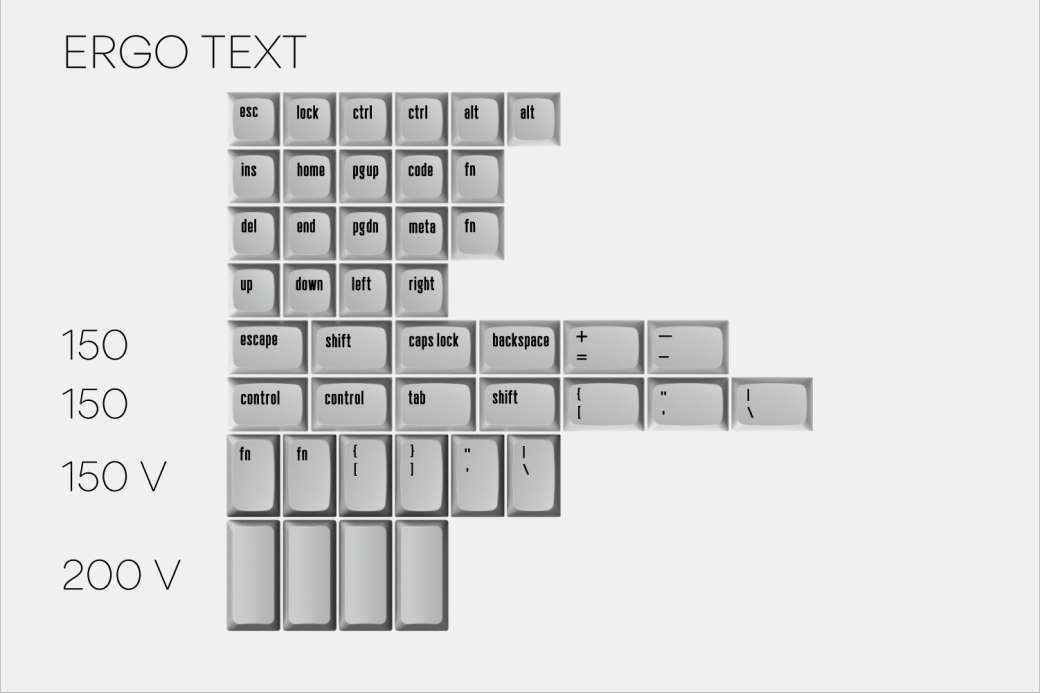 ERGO TEXT
esc lock ctrl ctrl alt alt
ins home pgup code fn
del end pgdn meta fn
up down left right
150
escape shift caps lock backspace + —
= –
150
control control tab shift { " |
[ ' \
150 V
fn fn { } " |
[ ] ' \
200 V